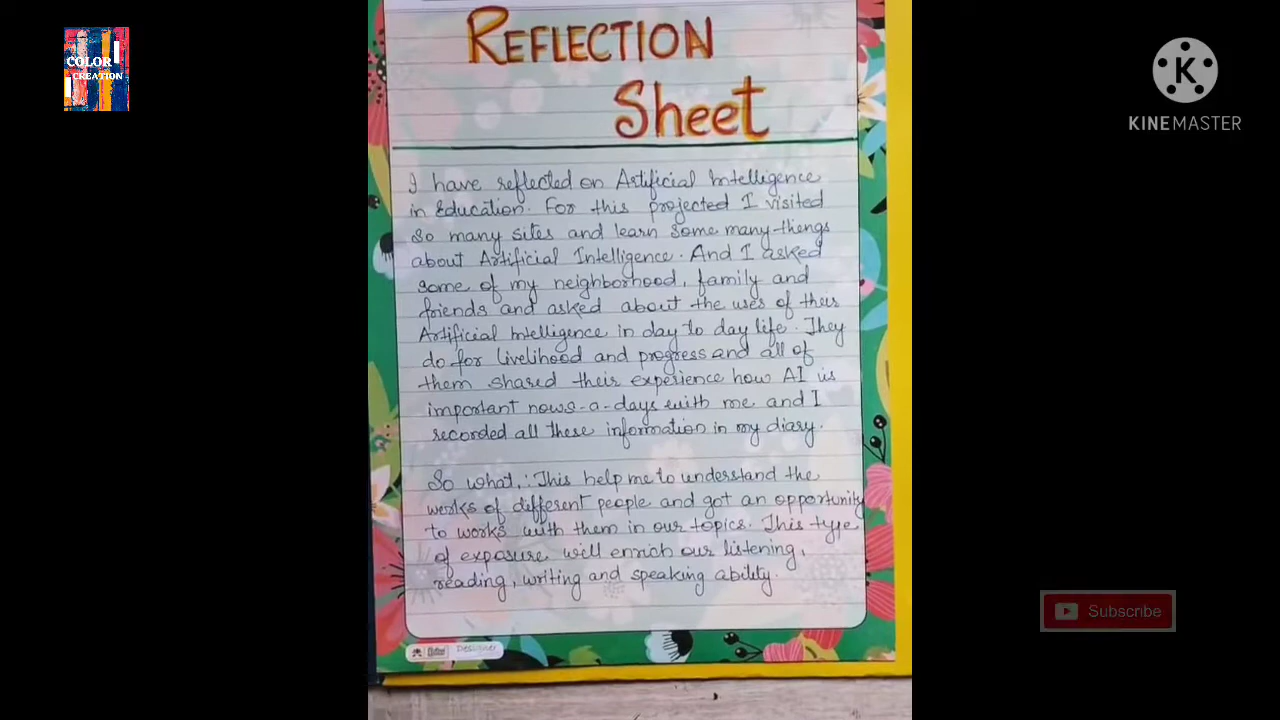 COLOR
CREATION
KINEMASTER
REFLECTION
Sheet
I have reflected on Artificial Intelligence
in Education. For this projected I visited
so many sites and learn some many things
about Artificial Intelligence. And I asked
some of my neighborhood, family and
friends and asked about the uses of their
Artificial Intelligence in day to day life. They
do for livelihood and progress and all of
them shared their experience how AI is
important nows-a-days with me and I
recorded all these information in my diary.
So what,: This help me to understand the
works of different people and got an opportunity
to works with them in our topics. This type
of exposure will enrich our listening,
reading, writing and speaking ability.
Designer
Subscribe